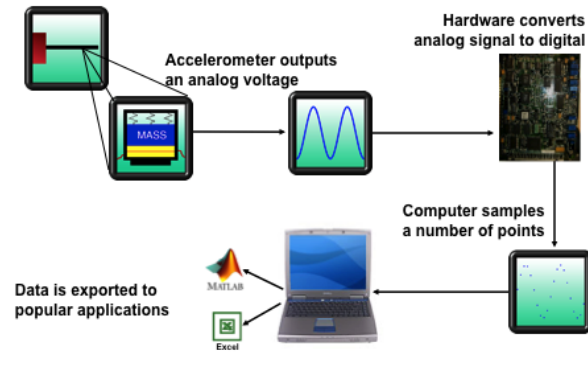 Hardware converts
analog signal to digital
Accelerometer outputs
an analog voltage
MASS
Computer samples
a number of points
MATLAB
Data is exported to
popular applications
Excel